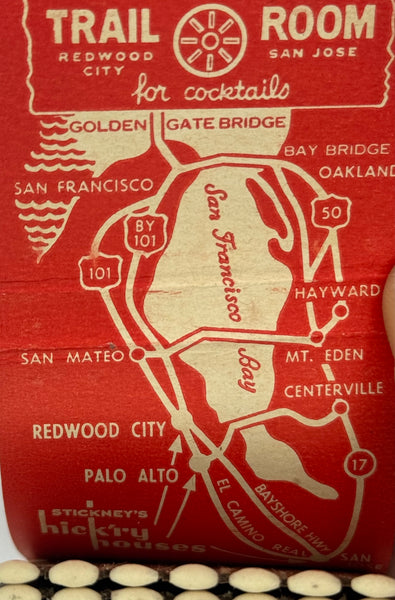 TRAIL ROOM
REDWOOD CITY
SAN JOSE
for cocktails
GOLDEN GATE BRIDGE
BAY BRIDGE
OAKLAND
SAN FRANCISCO
San Francisco Bay
BY 101
50
101
HAYWARD
SAN MATEO
MT. EDEN
CENTERVILLE
REDWOOD CITY
PALO ALTO
17
EL CAMINO REAL
BAYSHORE HWY
STICKNEY'S
hick'ry
houses
SAN